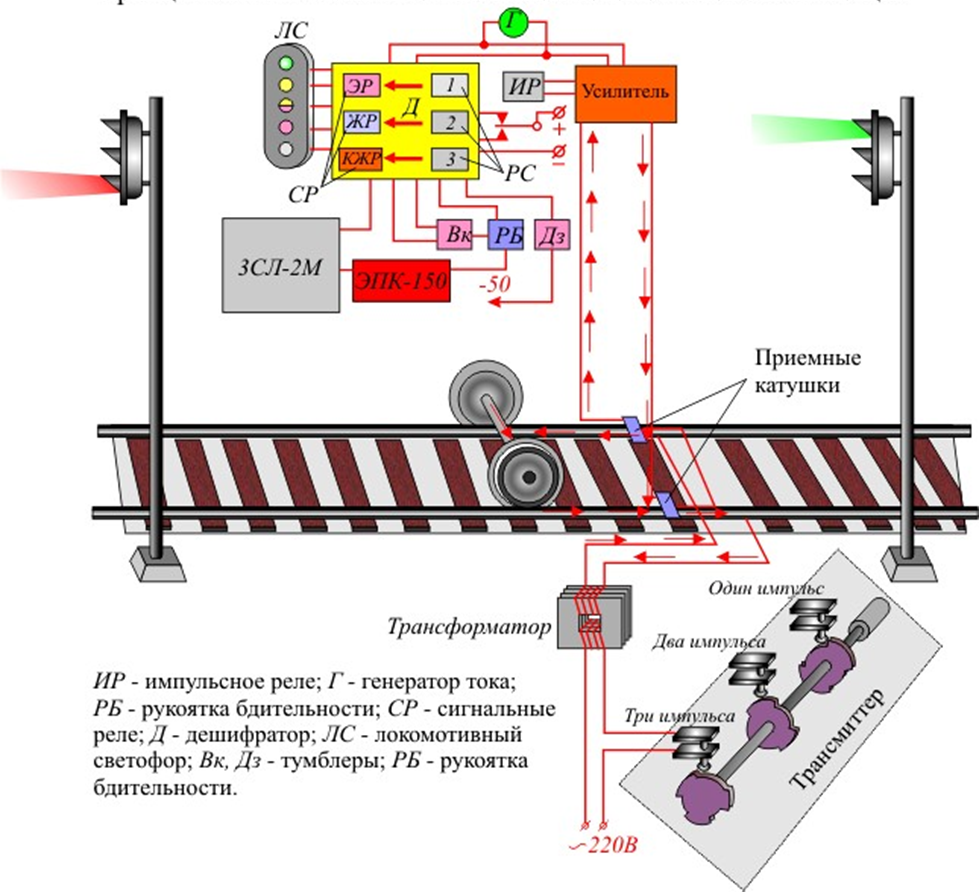 Г
ЛС
ЭР
1
Д
ИР
Усилитель
ЖР
2
+
КЖР
3
–
СР
РС
ЗСЛ-2М
Вк
РБ
Дз
ЭПК-150
-50
Приемные
катушки
Один импульс
Трансформатор
Два импульса
Три импульса
Трансмиттер
ИР - импульсное реле; Г - генератор тока;
РБ - рукоятка бдительности; СР - сигнальные
реле; Д - дешифратор; ЛС - локомотивный
светофор; Вк, Дз - тумблеры; РБ - рукоятка
бдительности.
~220В